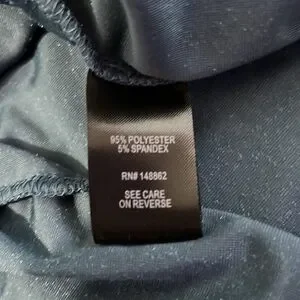 95% POLYESTER
5% SPANDEX
RN# 148862
SEE CARE
ON REVERSE